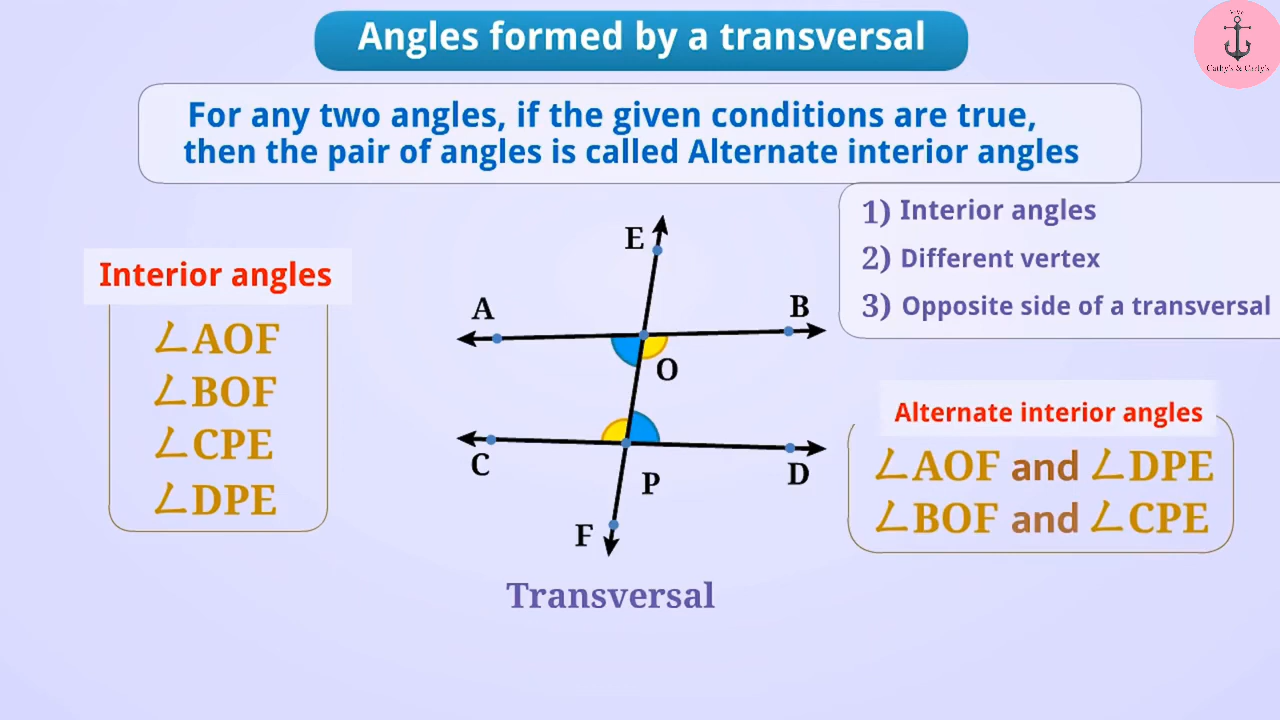 Angles formed by a transversal
For any two angles, if the given conditions are true,
then the pair of angles is called Alternate interior angles
1) Interior angles
2) Different vertex
3) Opposite side of a transversal
Interior angles
∠AOF
∠BOF
∠CPE
∠DPE
E
A
B
O
C
P
D
F
Transversal
Alternate interior angles
∠AOF and ∠DPE
∠BOF and ∠CPE